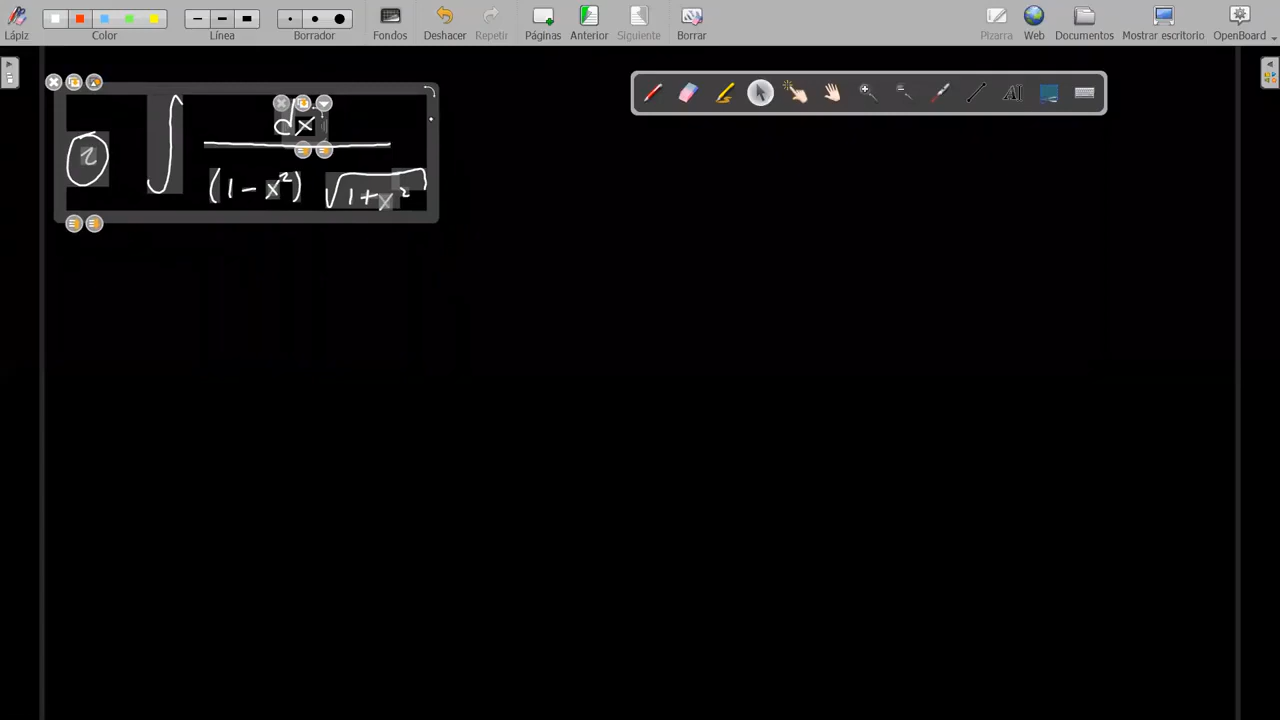 Lápiz Color Línea Borrador Fondos Deshacer Repetir Páginas Anterior Siguiente Borrar Pizarra Web Documentos Mostrar escritorio OpenBoard
AI
② ∫ dx / (1 - x²) √(1 + x²)